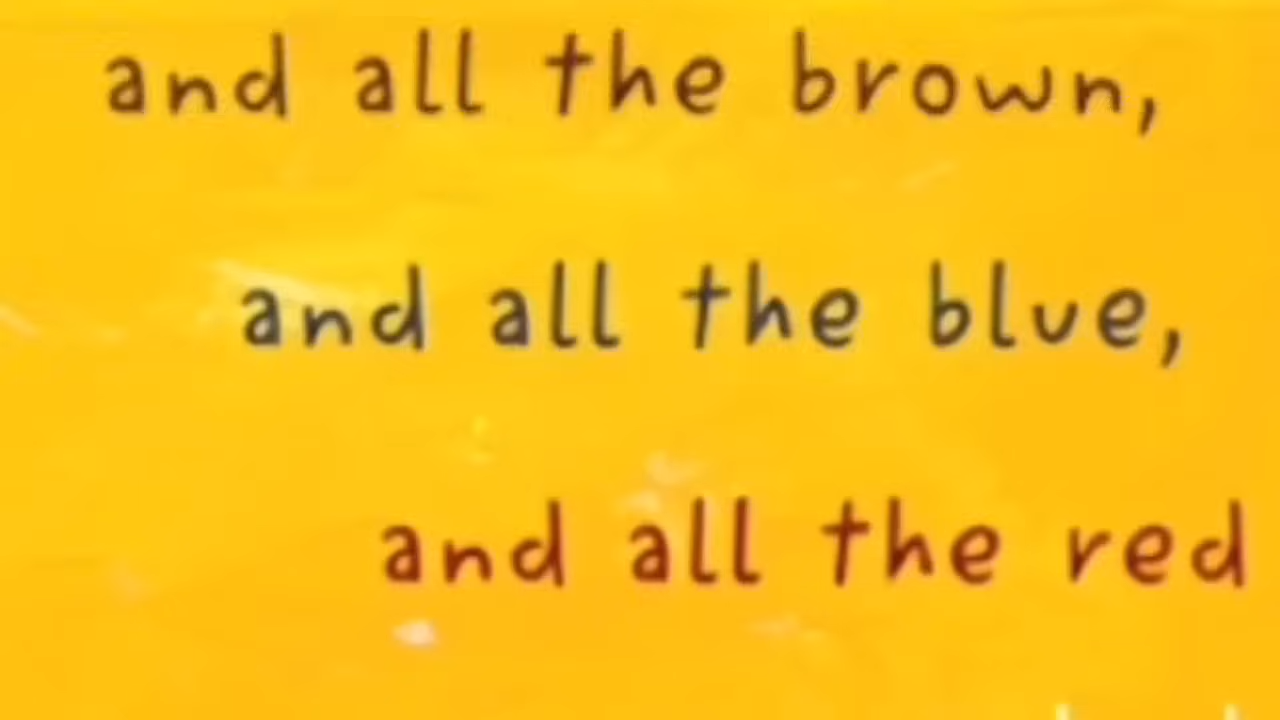 and all the brown,
and all the blue,
and all the red